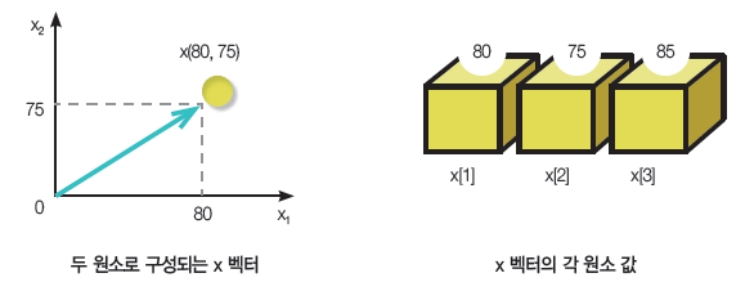 x₂
x(80, 75)
75
0
80
x₁
두 원소로 구성되는 x 벡터
80 75 85
x[1] x[2] x[3]
x 벡터의 각 원소 값